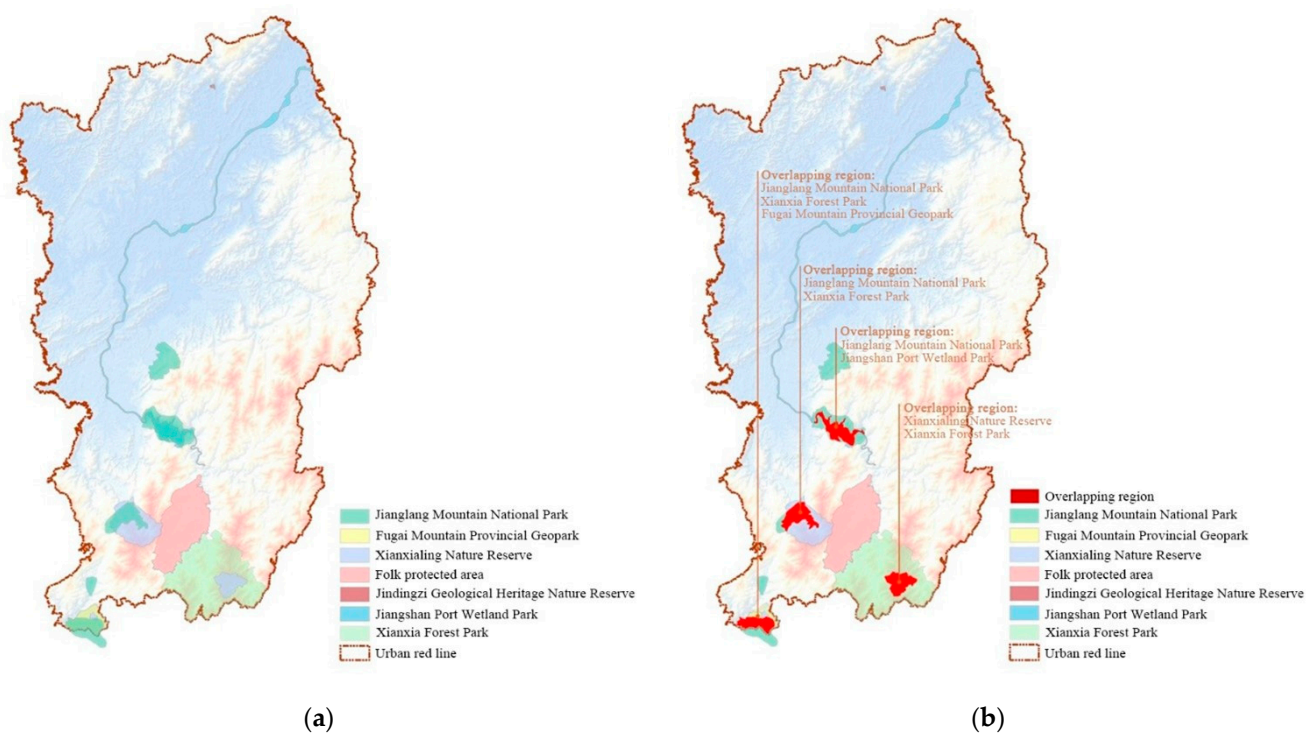 Jianglang Mountain National Park
Fugai Mountain Provincial Geopark
Xianxialing Nature Reserve
Folk protected area
Jindingzi Geological Heritage Nature Reserve
Jiangshan Port Wetland Park
Xianxia Forest Park
Urban red line
(a)
Overlapping region:
Jianglang Mountain National Park
Xianxia Forest Park
Fugai Mountain Provincial Geopark
Overlapping region:
Jianglang Mountain National Park
Xianxia Forest Park
Overlapping region:
Jianglang Mountain National Park
Jiangshan Port Wetland Park
Overlapping region:
Xianxialing Nature Reserve
Xianxia Forest Park
Overlapping region
Jianglang Mountain National Park
Fugai Mountain Provincial Geopark
Xianxialing Nature Reserve
Folk protected area
Jindingzi Geological Heritage Nature Reserve
Jiangshan Port Wetland Park
Xianxia Forest Park
Urban red line
(b)